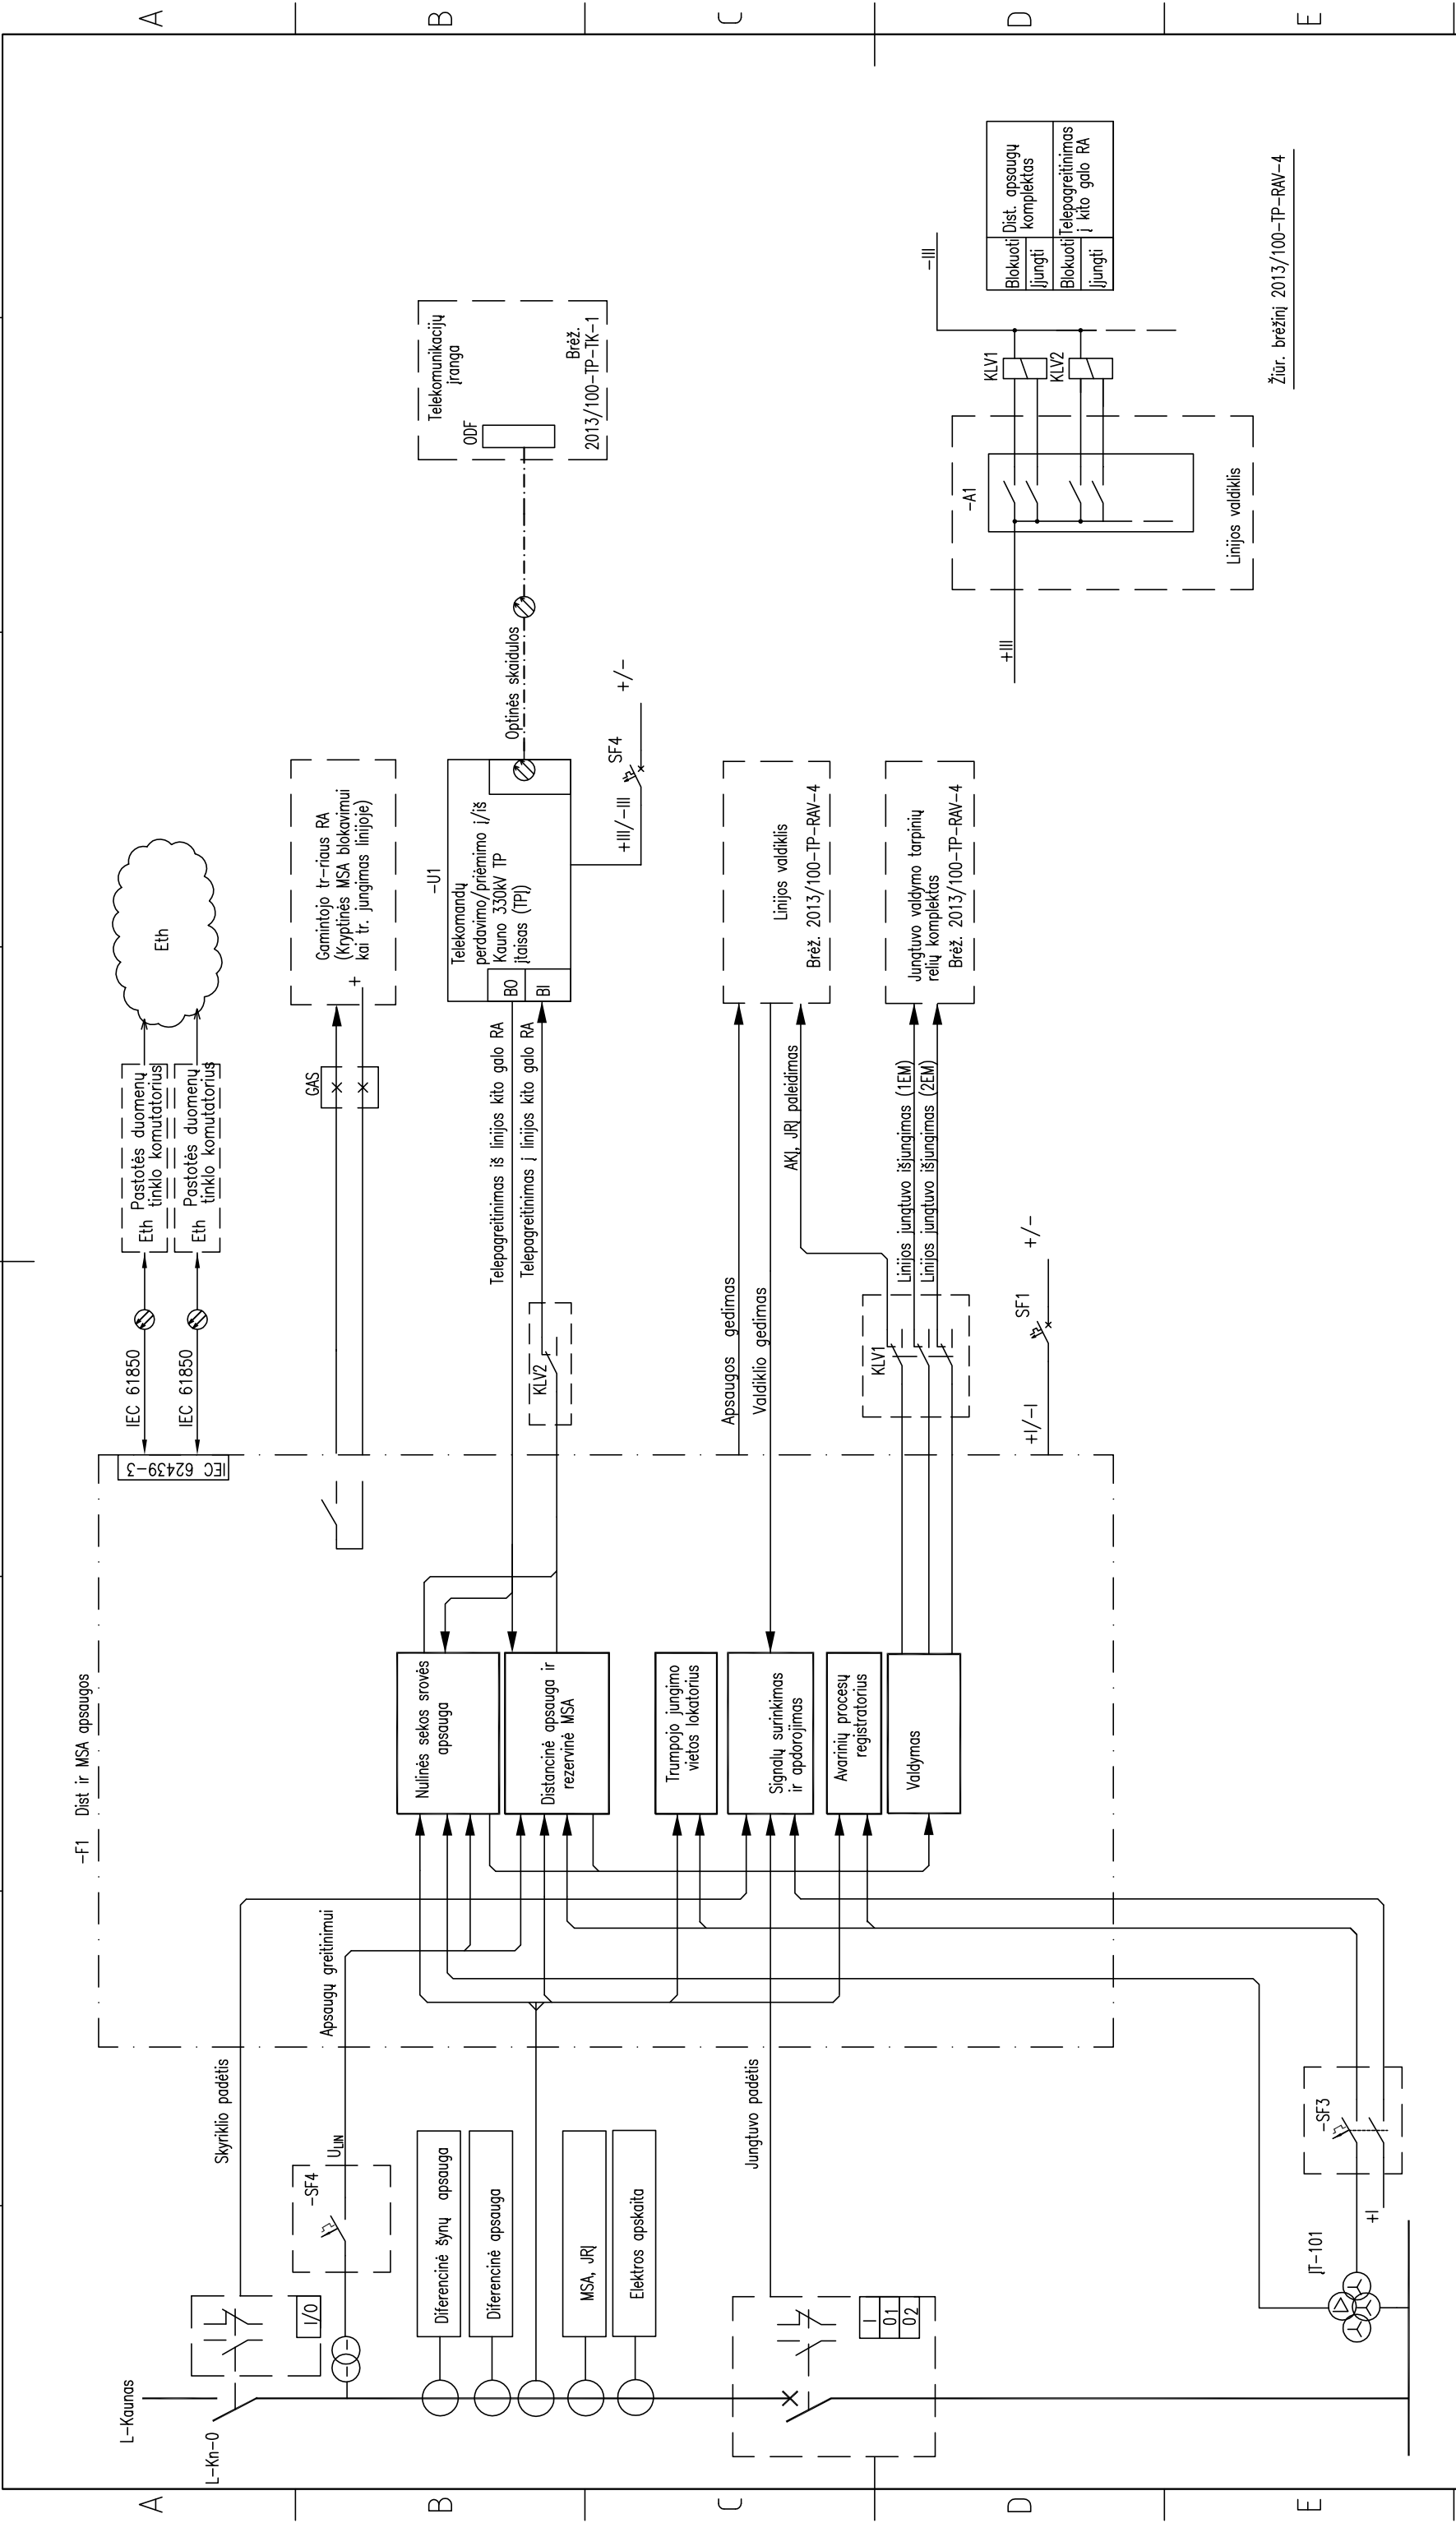 A
B
C
D
E
L-Kaunas
L-Kn-0
I/0
Skyriklio padėtis
-SF4
ULIN
Apsaugų greitinimui
Diferencinė šynų apsauga
Diferencinė apsauga
MSA, JRĮ
Elektros apskaita
Jungtuvo padėtis
I
01
02
ĮT-101
+I
-SF3
-F1 Dist ir MSA apsaugos
Nulinės sekos srovės
apsauga
Distancinė apsauga ir
rezervinė MSA
Trumpojo jungimo
vietos lokatorius
Signalų surinkimas
ir apdorojimas
Avarinių procesų
registratorius
Valdymas
IEC 62439-3
IEC 61850
IEC 61850
Eth
Pastotės duomenų
tinklo komutatorius
Eth
Pastotės duomenų
tinklo komutatorius
Eth
GAS
+
Gamintojo tr-riaus RA
(Kryptinės MSA blokavimui
kai tr. jungimas linijoje)
Telepagreitinimas iš linijos kito galo RA
Telepagreitinimas į linijos kito galo RA
KLV2
-U1
Telekomandų
perdavimo/priėmimo į/iš
Kauno 330kV TP
įtaisas (TPĮ)
BO
BI
Optinės skaidulos
+III/-III
SF4
+/-
Telekomunikacijų
įranga
ODF
Brėž.
2013/100-TP-TK-1
Apsaugos gedimas
Valdiklio gedimas
AKĮ, JRĮ paleidimas
Linijos valdiklis
Brėž. 2013/100-TP-RAV-4
KLV1
Linijos jungtuvo išjungimas (1EM)
Linijos jungtuvo išjungimas (2EM)
Jungtuvo valdymo tarpinių
relių komplektas
Brėž. 2013/100-TP-RAV-4
+I/-I
SF1
+/-
+III
-A1
Linijos valdiklis
KLV1
KLV2
-III
Blokuoti
Įjungti
Dist. apsaugų
komplektas
Blokuoti
Įjungti
Telepagreitinimas
į kito galo RA
Žiūr. brėžinį 2013/100-TP-RAV-4
A
B
C
D
E